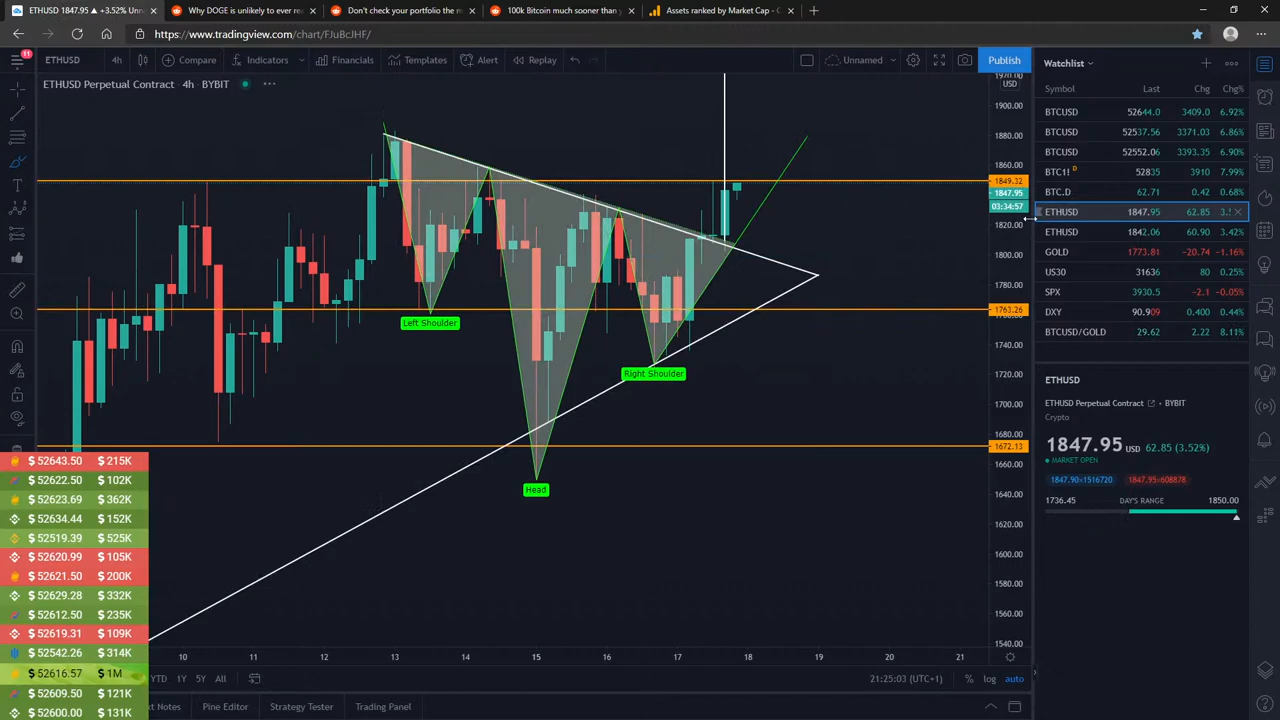 ETHUSD 1847.95 ▲ +3.52% Unn
Why DOGE is unlikely to ever rea
Don't check your portfolio the m
100k Bitcoin much sooner than y
Assets ranked by Market Cap - C
https://www.tradingview.com/chart/FJuBcJHF/
11
ETHUSD 4h Compare Indicators Financials Templates Alert Replay Unnamed Publish
ETHUSD Perpetual Contract · 4h · BYBIT
1920.00
USD
1900.00
1880.00
1860.00
1849.32
1847.95
03:34:57
1820.00
1800.00
1780.00
1763.26
1740.00
1720.00
1700.00
1680.00
1672.13
1660.00
1640.00
1620.00
1600.00
1580.00
1560.00
1540.00
Left Shoulder
Right Shoulder
Head
10 11 12 13 14 15 16 17 18 19 20 21
YTD 1Y 5Y All
21:25:03 (UTC+1) % log auto
Notes Pine Editor Strategy Tester Trading Panel
$ 52643.50 $ 215K
$ 52622.50 $ 102K
$ 52623.69 $ 362K
$ 52634.44 $ 152K
$ 52519.39 $ 525K
$ 52620.99 $ 105K
$ 52621.50 $ 200K
$ 52629.28 $ 332K
$ 52612.50 $ 235K
$ 52619.31 $ 109K
$ 52542.26 $ 314K
$ 52616.57 $ 1M
$ 52609.50 $ 121K
$ 52600.00 $ 131K
Watchlist
Symbol Last Chg Chg%
BTCUSD 52644.0 3409.0 6.92%
BTCUSD 52537.56 3371.03 6.86%
BTCUSD 52552.06 3393.35 6.90%
BTC1! D 52835 3910 7.99%
BTC.D 62.71 0.42 0.68%
ETHUSD 1847.95 62.85 3.5
ETHUSD 1842.06 60.90 3.42%
GOLD 1773.81 -20.74 -1.16%
US30 31636 80 0.25%
SPX 3930.5 -2.1 -0.05%
DXY 90.909 0.400 0.44%
BTCUSD/GOLD 29.62 2.22 8.11%
ETHUSD
ETHUSD Perpetual Contract • BYBIT
Crypto
1847.95 USD 62.85 (3.52%)
MARKET OPEN
1847.90×1516720 1847.95×608878
1736.45 DAY'S RANGE 1850.00